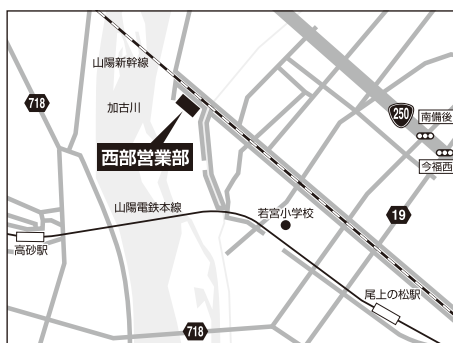 山陽新幹線
718
加古川
250
南備後
今福西
西部営業部
山陽電鉄本線
若宮小学校
19
高砂駅
尾上の松駅
718